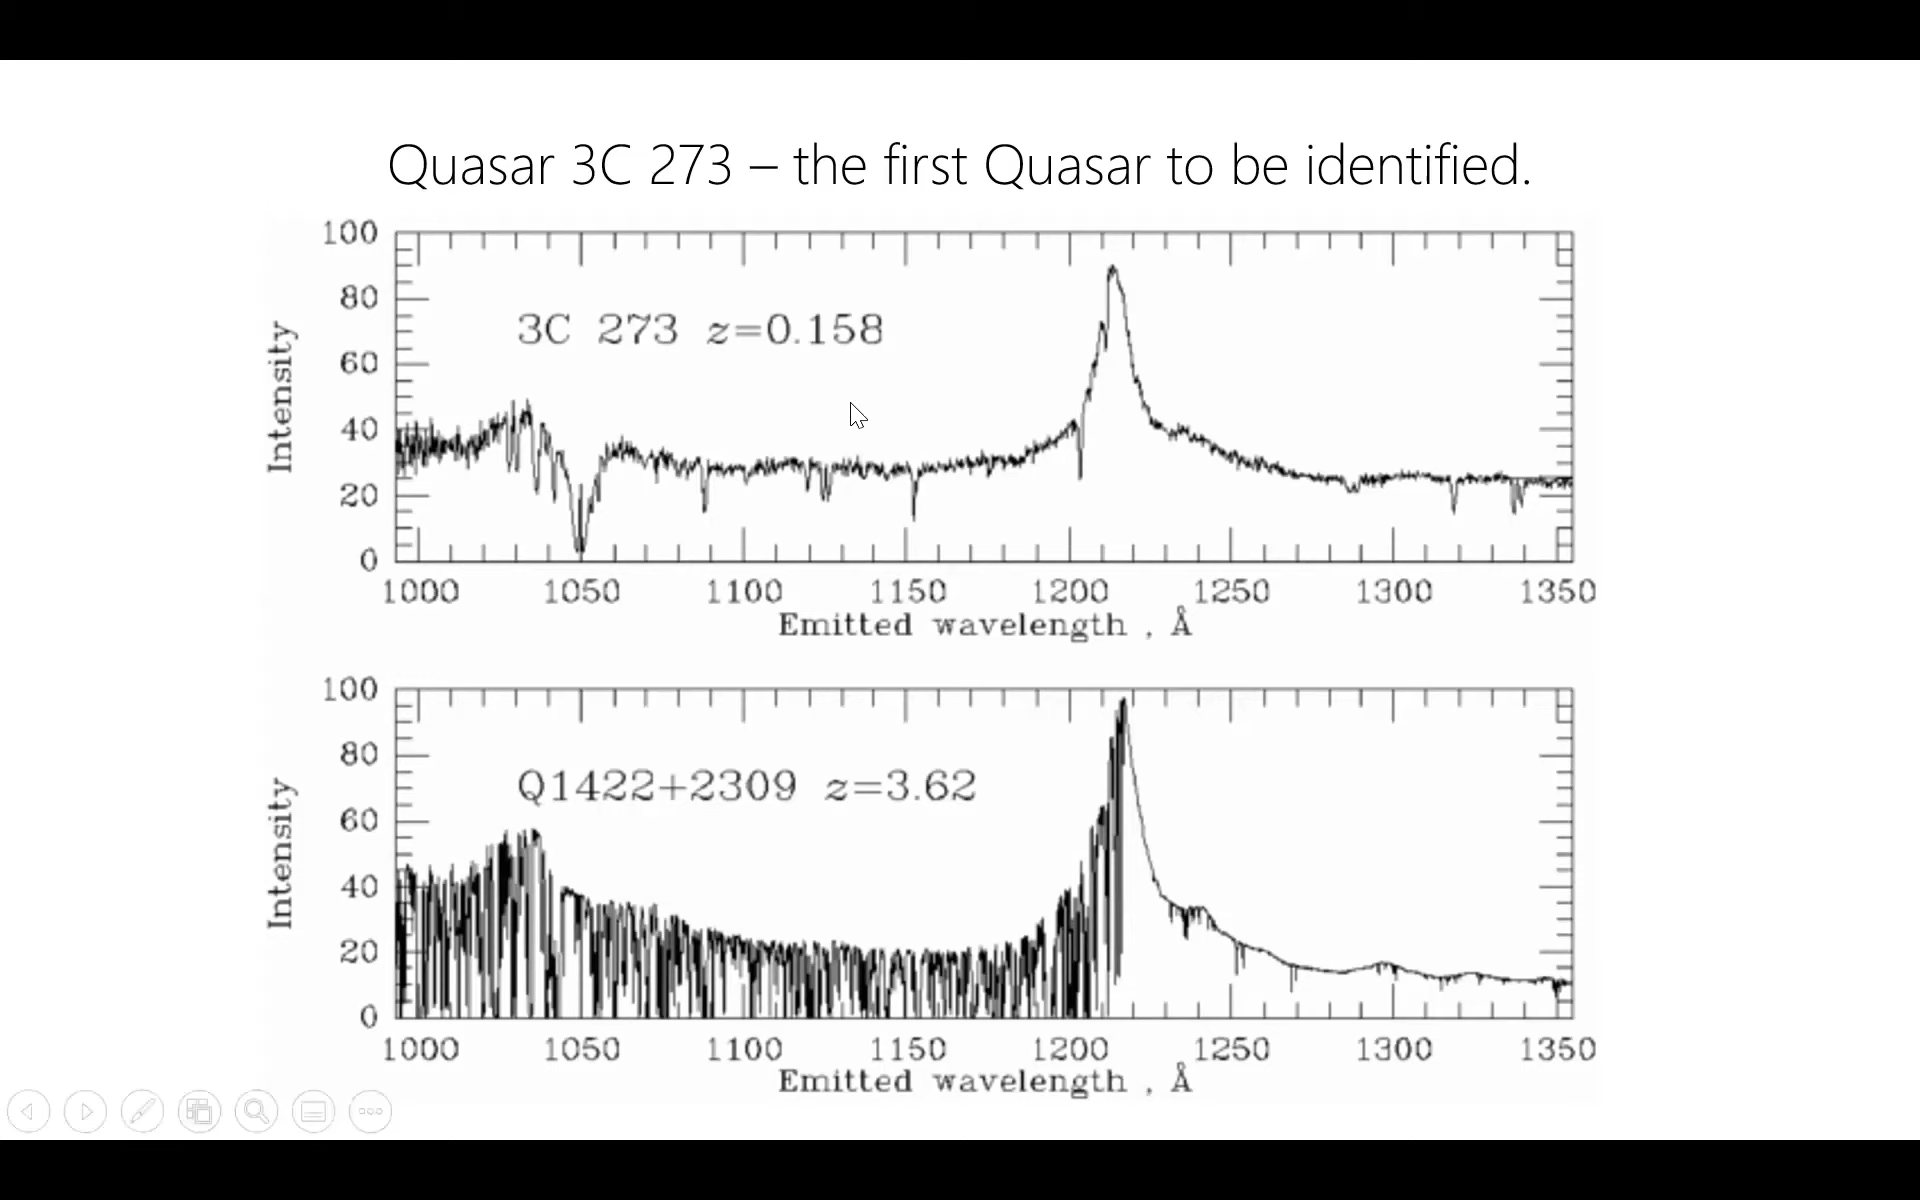 Quasar 3C 273 – the first Quasar to be identified.
100
80
60
40
20
0
Intensity
3C 273 z=0.158
1000 1050 1100 1150 1200 1250 1300 1350
Emitted wavelength , Å
100
80
60
40
20
0
Intensity
Q1422+2309 z=3.62
1000 1050 1100 1150 1200 1250 1300 1350
Emitted wavelength , Å